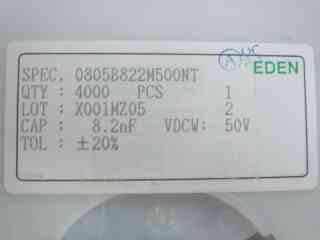 EDEN
SPEC. 0805B822M500NT
QTY : 4000 PCS 1
LOT : X001MZ05 2
CAP : 8.2nF VDCW: 50V
TOL : ±20%